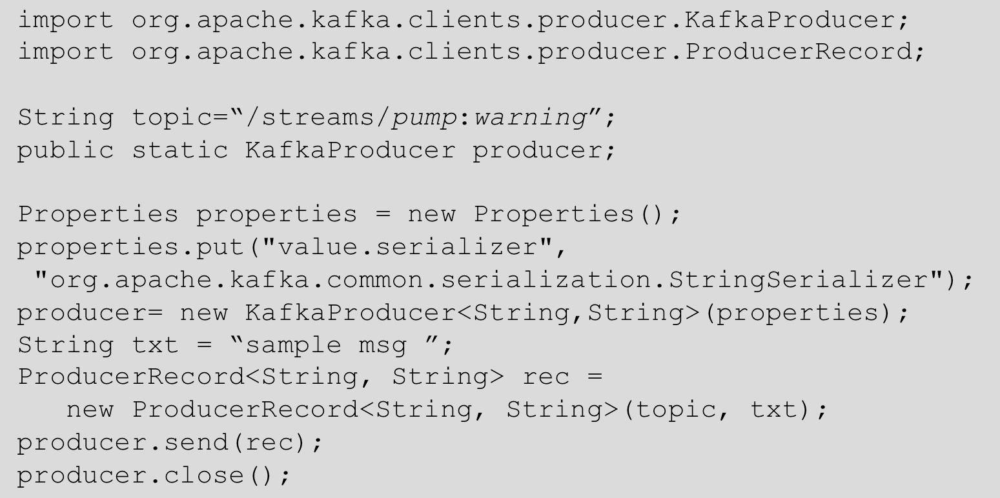 import org.apache.kafka.clients.producer.KafkaProducer;
import org.apache.kafka.clients.producer.ProducerRecord;
String topic=“/streams/pump:warning”;
public static KafkaProducer producer;
Properties properties = new Properties();
properties.put("value.serializer",
"org.apache.kafka.common.serialization.StringSerializer");
producer= new KafkaProducer<String,String>(properties);
String txt = “sample msg ”;
ProducerRecord<String, String> rec =
new ProducerRecord<String, String>(topic, txt);
producer.send(rec);
producer.close();